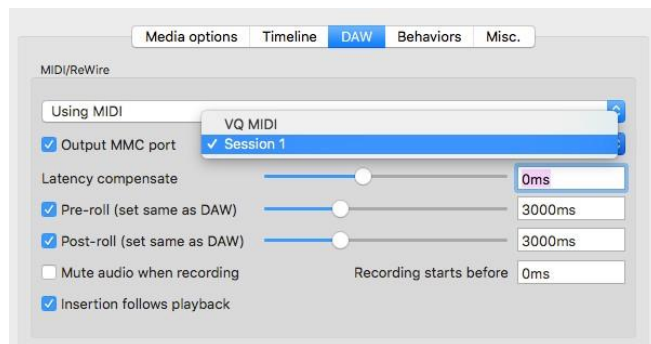 Media options Timeline DAW Behaviors Misc.
MIDI/ReWire
Using MIDI
VQ MIDI
Output MMC port
✓ Session 1
Latency compensate 0ms
Pre-roll (set same as DAW) 3000ms
Post-roll (set same as DAW) 3000ms
Mute audio when recording Recording starts before 0ms
Insertion follows playback